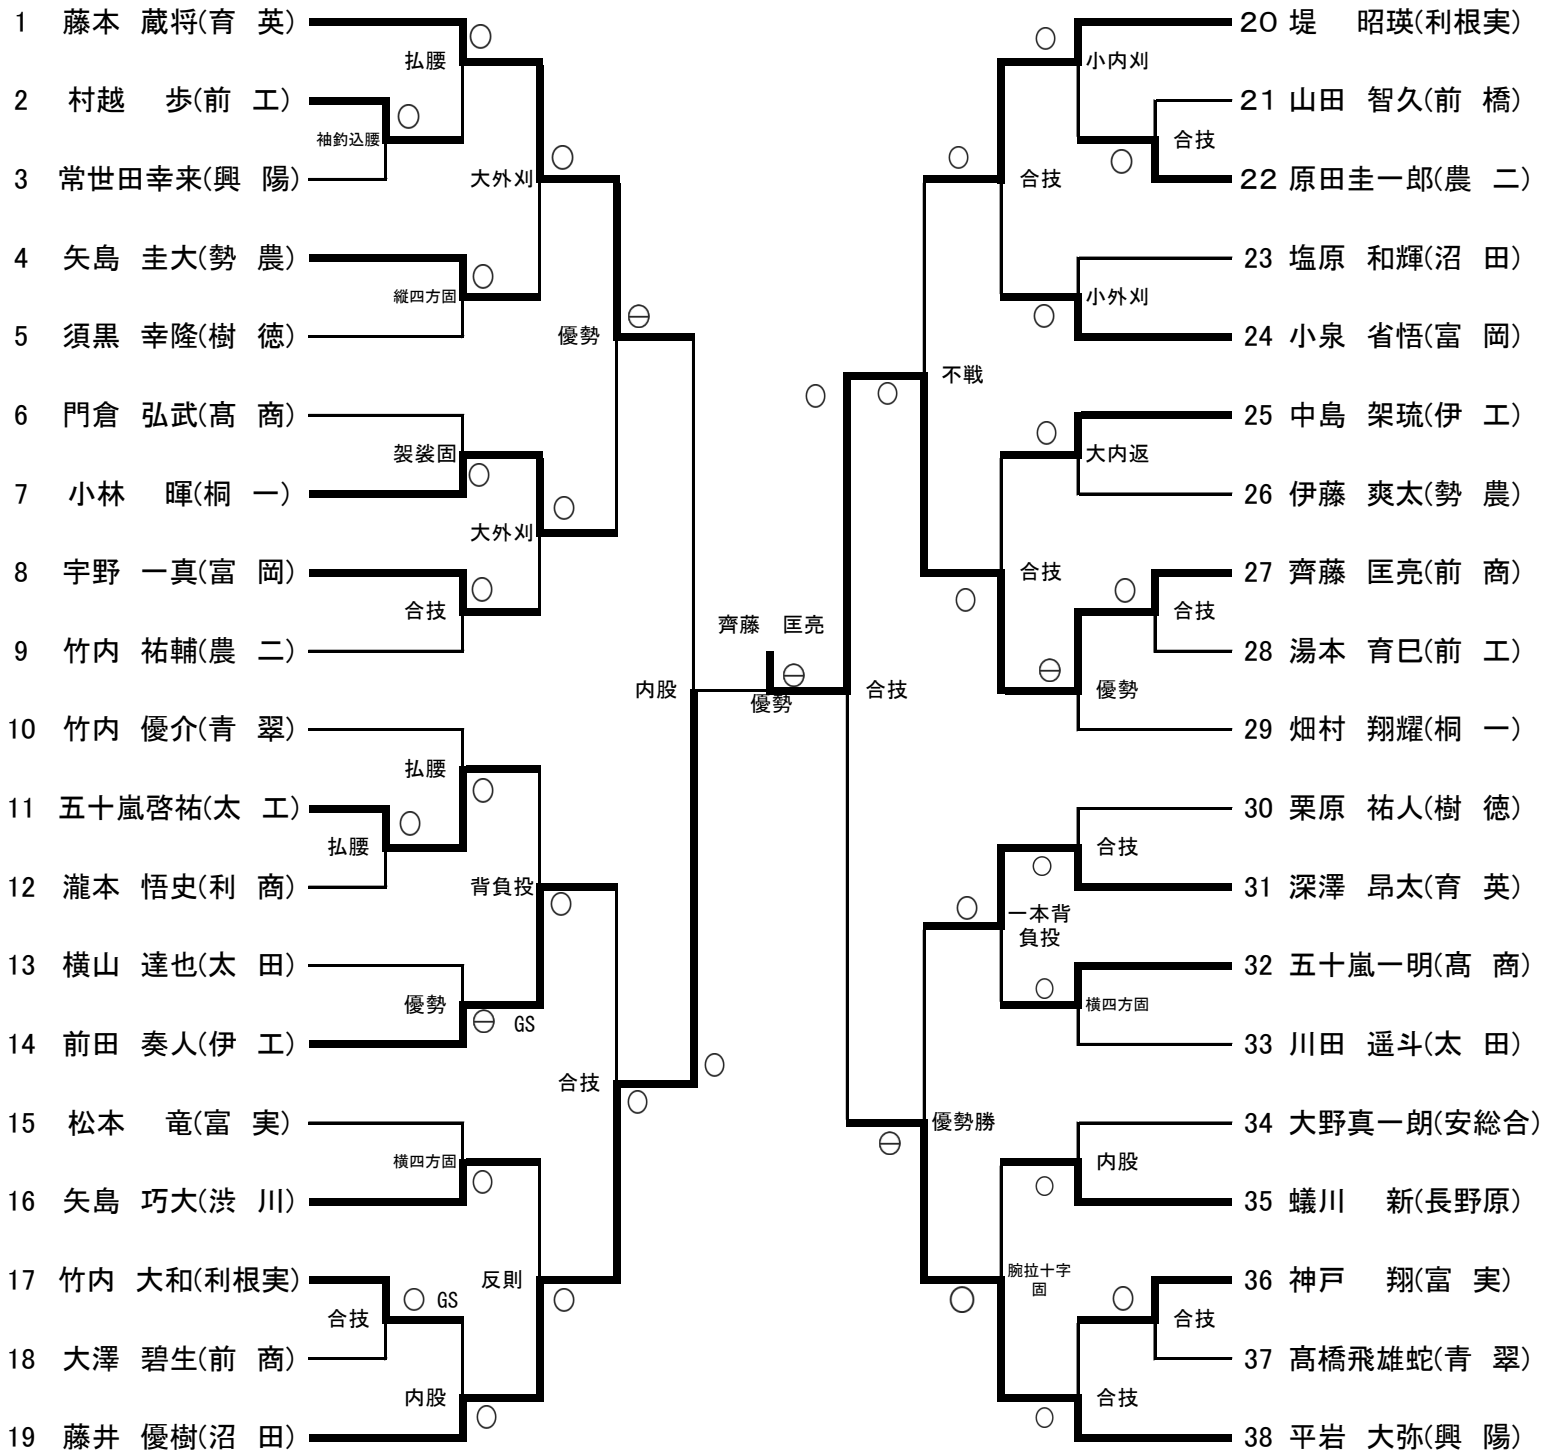 1 藤本 蔵将(育 英)
払腰
2 村越 歩(前 工)
袖釣込腰
3 常世田幸来(興 陽)
大外刈
4 矢島 圭大(勢 農)
縦四方固
5 須黒 幸隆(樹 徳)
優勢
6 門倉 弘武(髙 商)
袈裟固
7 小林 暉(桐 一)
大外刈
8 宇野 一真(富 岡)
合技
9 竹内 祐輔(農 二)
内股
10 竹内 優介(青 翠)
払腰
11 五十嵐啓祐(太 工)
払腰
12 瀧本 悟史(利 商)
背負投
13 横山 達也(太 田)
優勢
GS
14 前田 奏人(伊 工)
合技
15 松本 竜(富 実)
横四方固
16 矢島 巧大(渋 川)
17 竹内 大和(利根実)
反則
GS
合技
18 大澤 碧生(前 商)
内股
19 藤井 優樹(沼 田)
齊藤 匡亮
優勢
20 堤 昭瑛(利根実)
小内刈
21 山田 智久(前 橋)
合技
22 原田圭一郎(農 二)
合技
23 塩原 和輝(沼 田)
小外刈
24 小泉 省悟(富 岡)
不戦
25 中島 架琉(伊 工)
大内返
26 伊藤 爽太(勢 農)
合技
27 齊藤 匡亮(前 商)
合技
28 湯本 育巳(前 工)
優勢
合技
29 畑村 翔耀(桐 一)
30 栗原 祐人(樹 徳)
合技
31 深澤 昂太(育 英)
一本背
負投
32 五十嵐一明(髙 商)
横四方固
33 川田 遥斗(太 田)
優勢勝
34 大野真一朗(安総合)
内股
35 蟻川 新(長野原)
腕拉十字
固
36 神戸 翔(富 実)
合技
37 髙橋飛雄蛇(青 翠)
合技
38 平岩 大弥(興 陽)